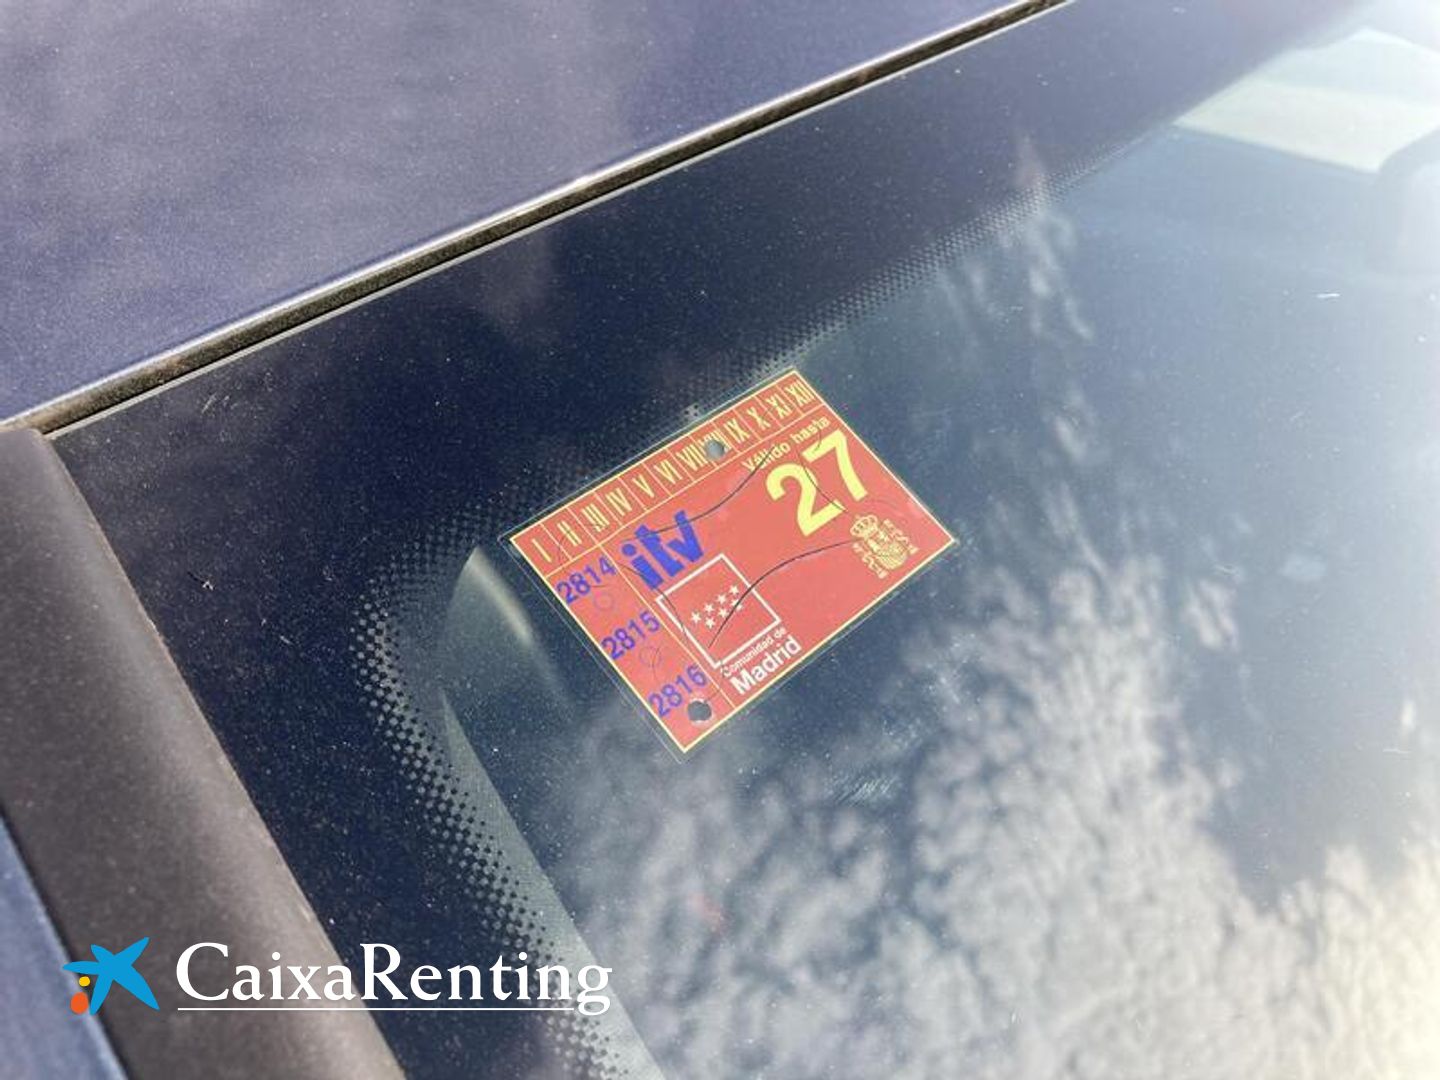 I II III IV V VI VII VIII IX X XI XII
Válido hasta
27
itv
2814
2815
2816
Comunidad de
Madrid
CaixaRenting